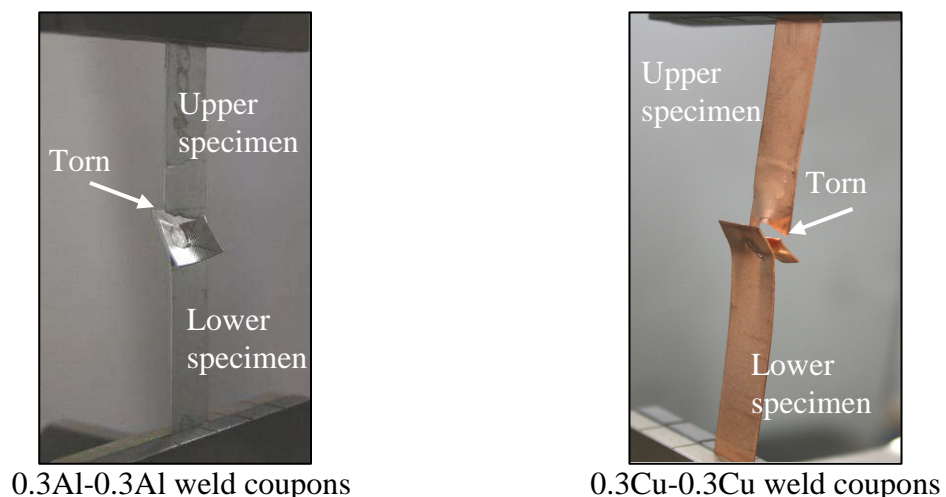 Upper
specimen
Torn
Lower
specimen
0.3Al-0.3Al weld coupons
Upper
specimen
Torn
Lower
specimen
0.3Cu-0.3Cu weld coupons